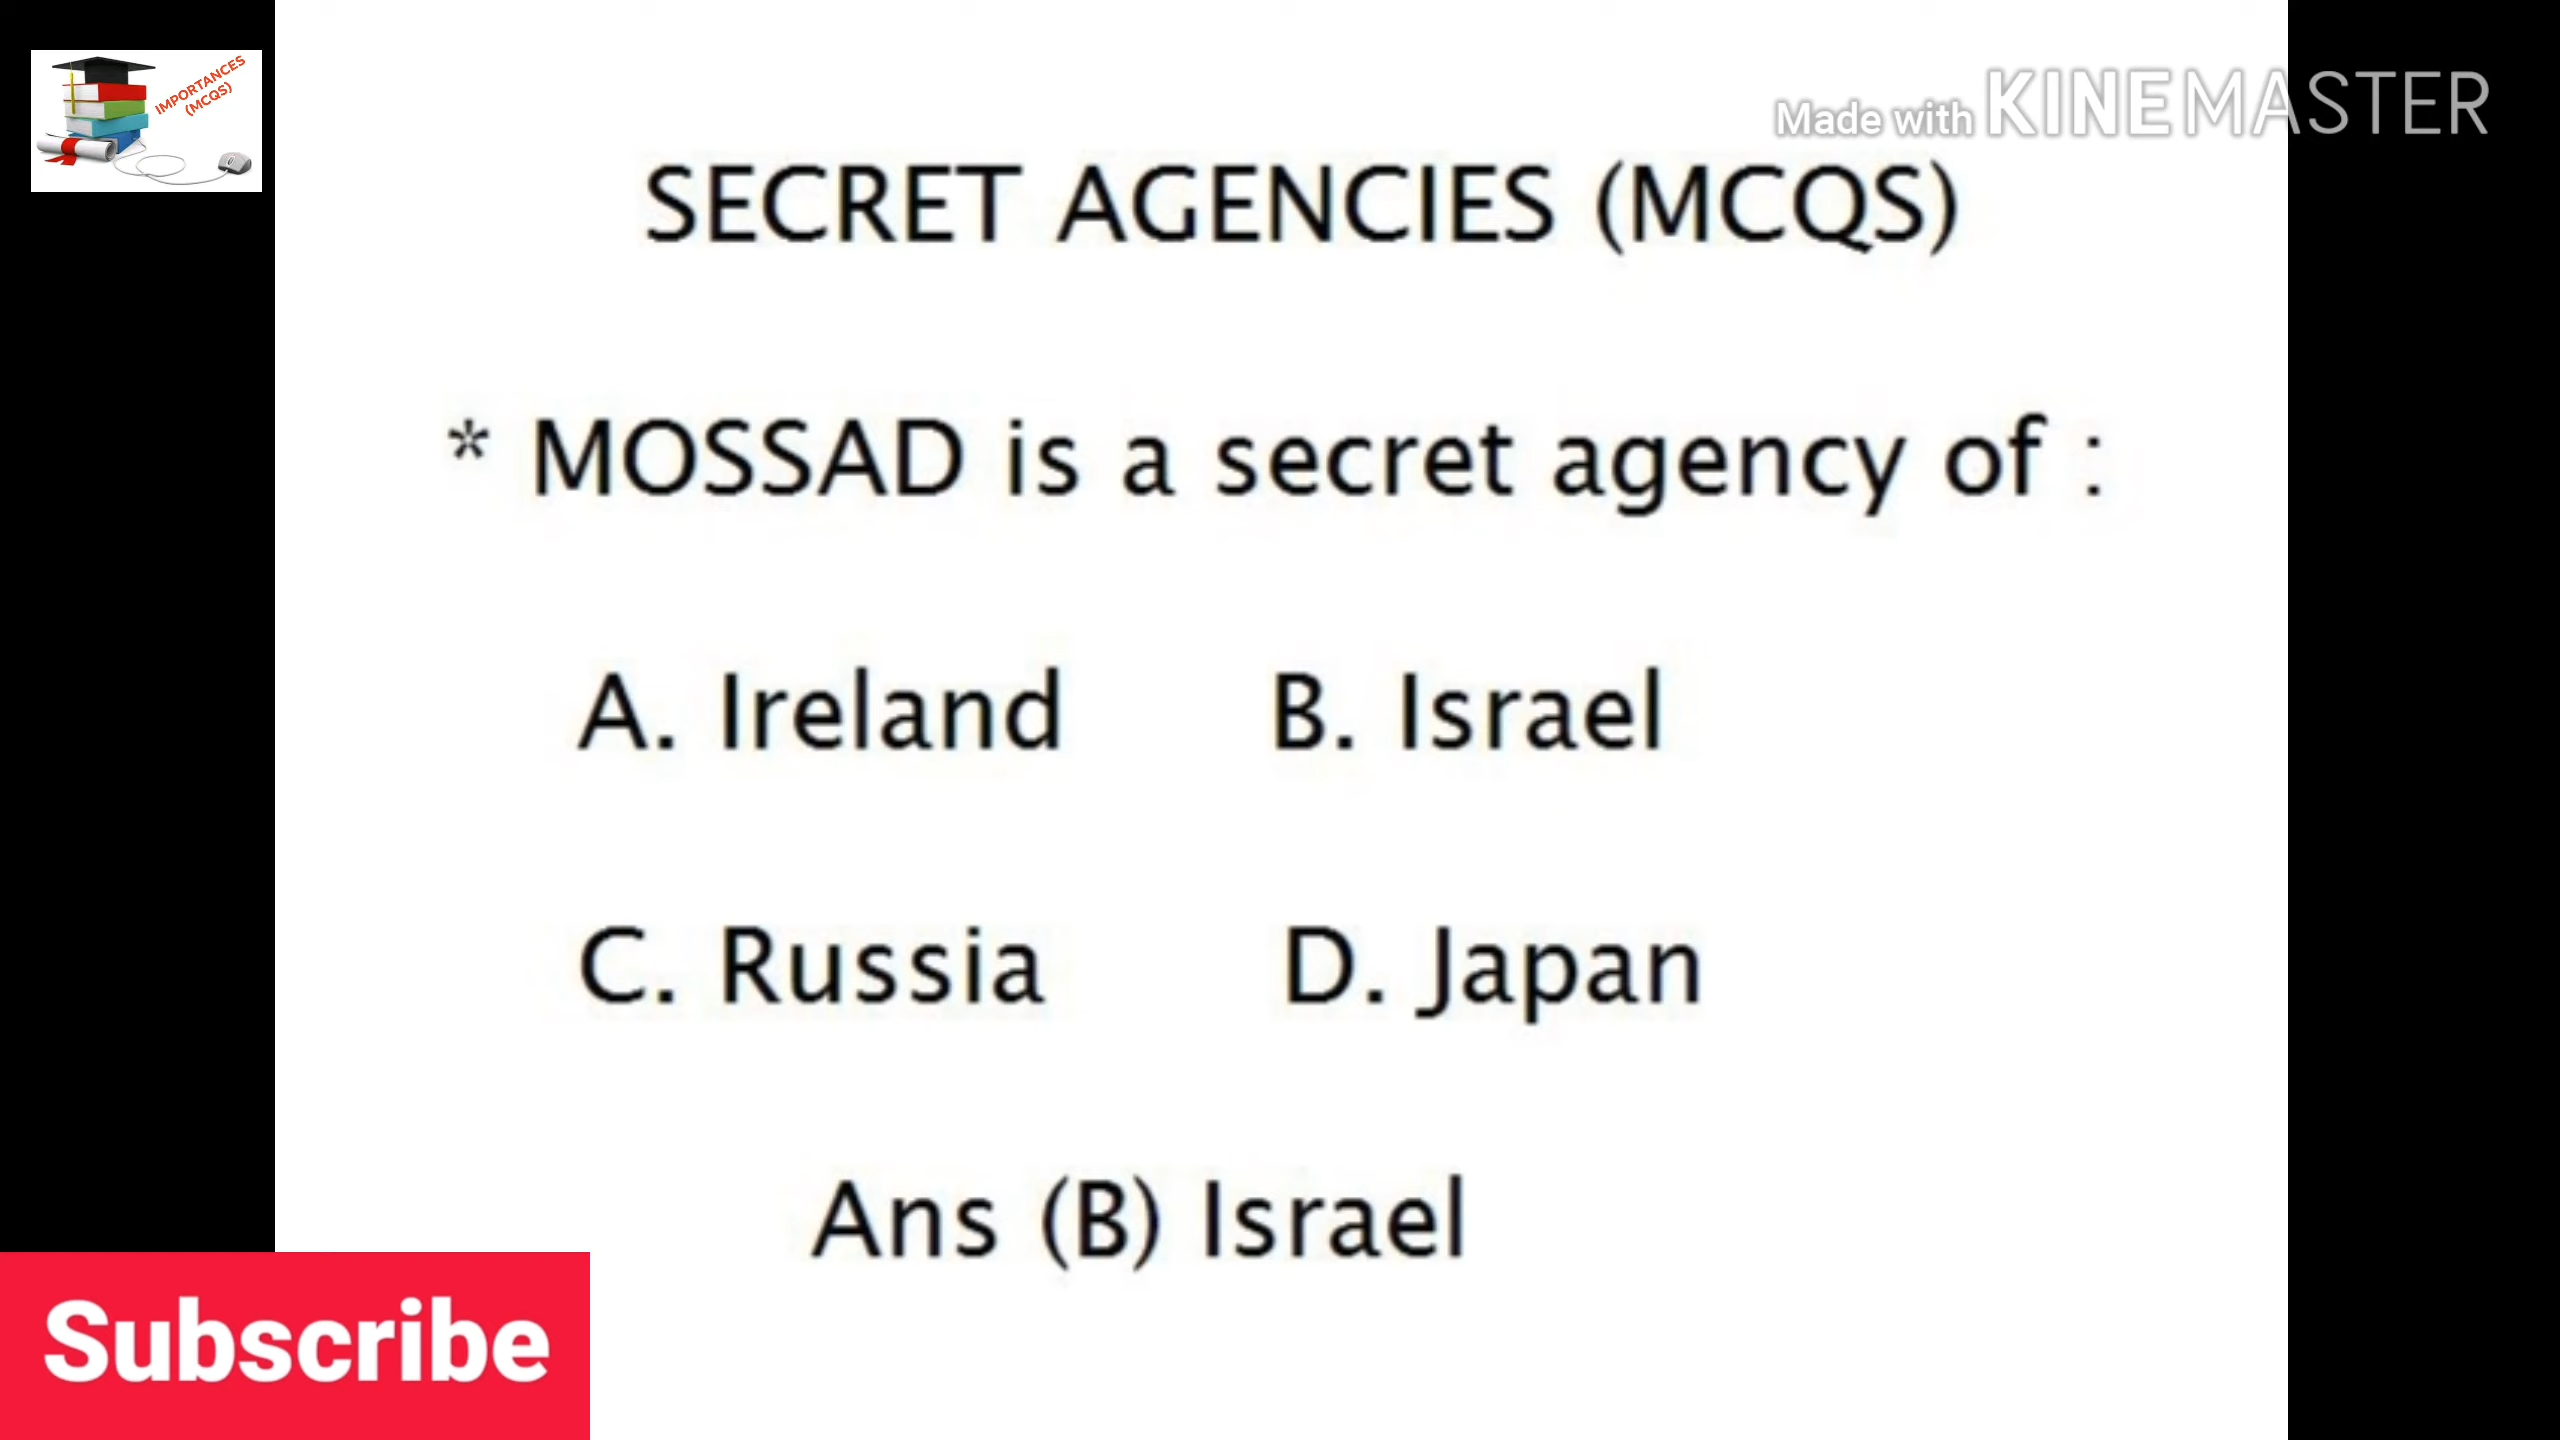 IMPORTANCES
(MCQS)
Made with KINEMASTER
SECRET AGENCIES (MCQS)
* MOSSAD is a secret agency of :
A. Ireland B. Israel
C. Russia D. Japan
Ans (B) Israel
Subscribe